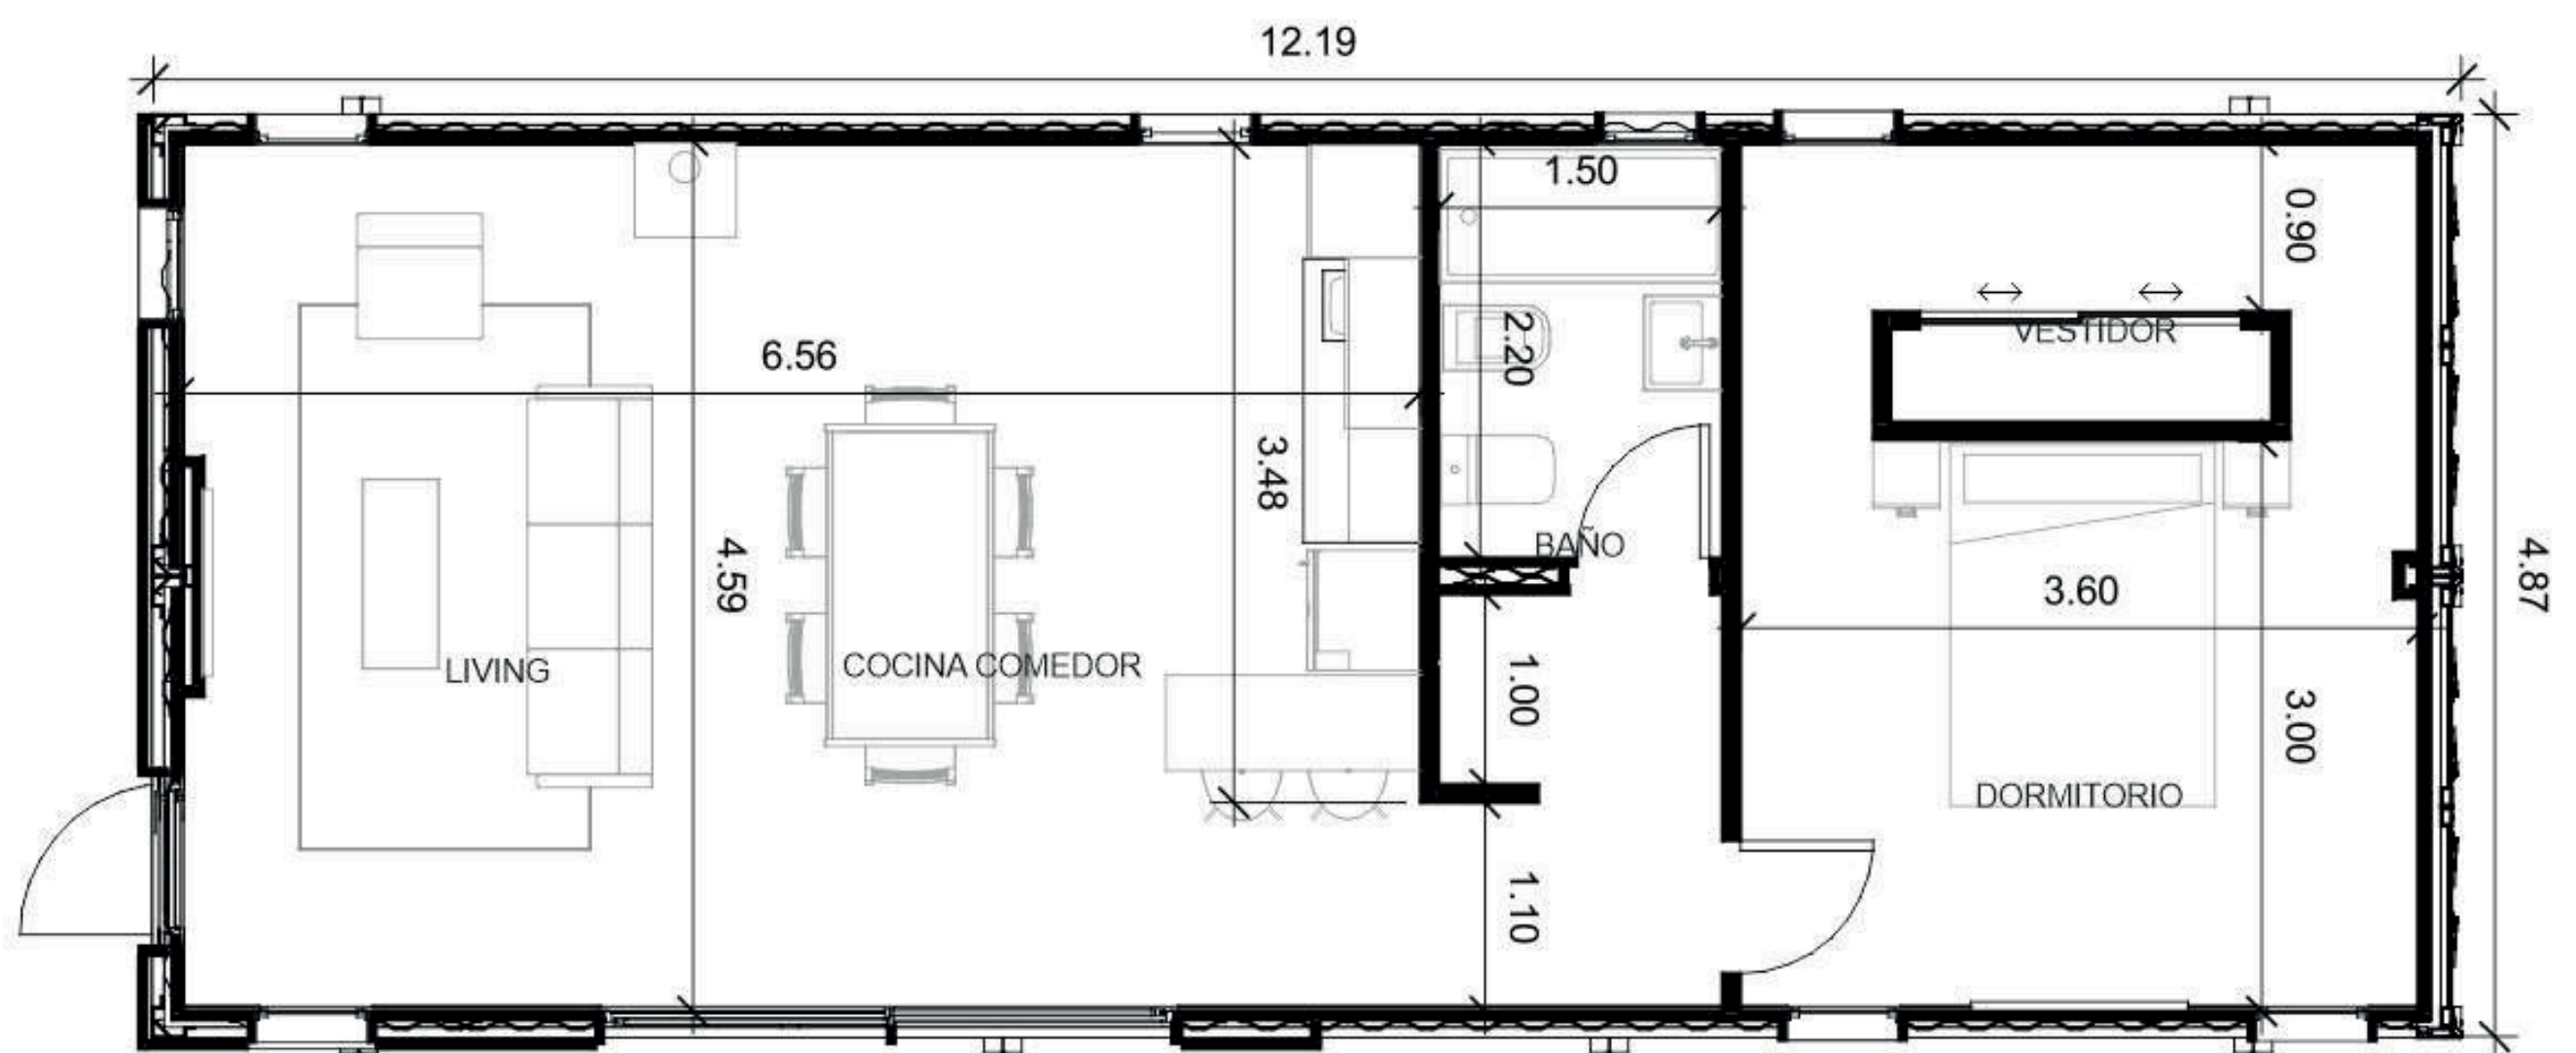 12.19
1.50
0.90
2.20
VESTIDOR
6.56
3.48
BAÑO
4.59
3.60
4.87
LIVING
COCINA COMEDOR
1.00
3.00
DORMITORIO
1.10